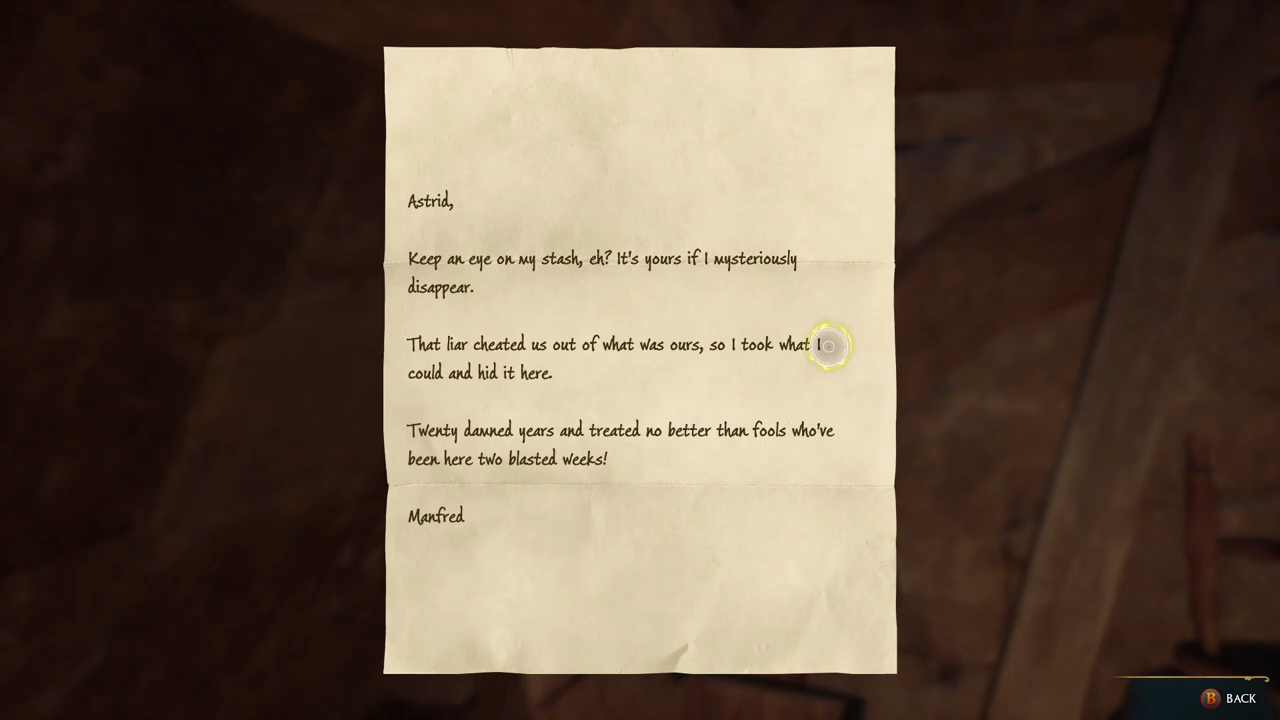 Astrid,
Keep an eye on my stash, eh? It's yours if I mysteriously
disappear.
That liar cheated us out of what was ours, so I took what I
could and hid it here.
Twenty damned years and treated no better than fools who've
been here two blasted weeks!
Manfred
B BACK